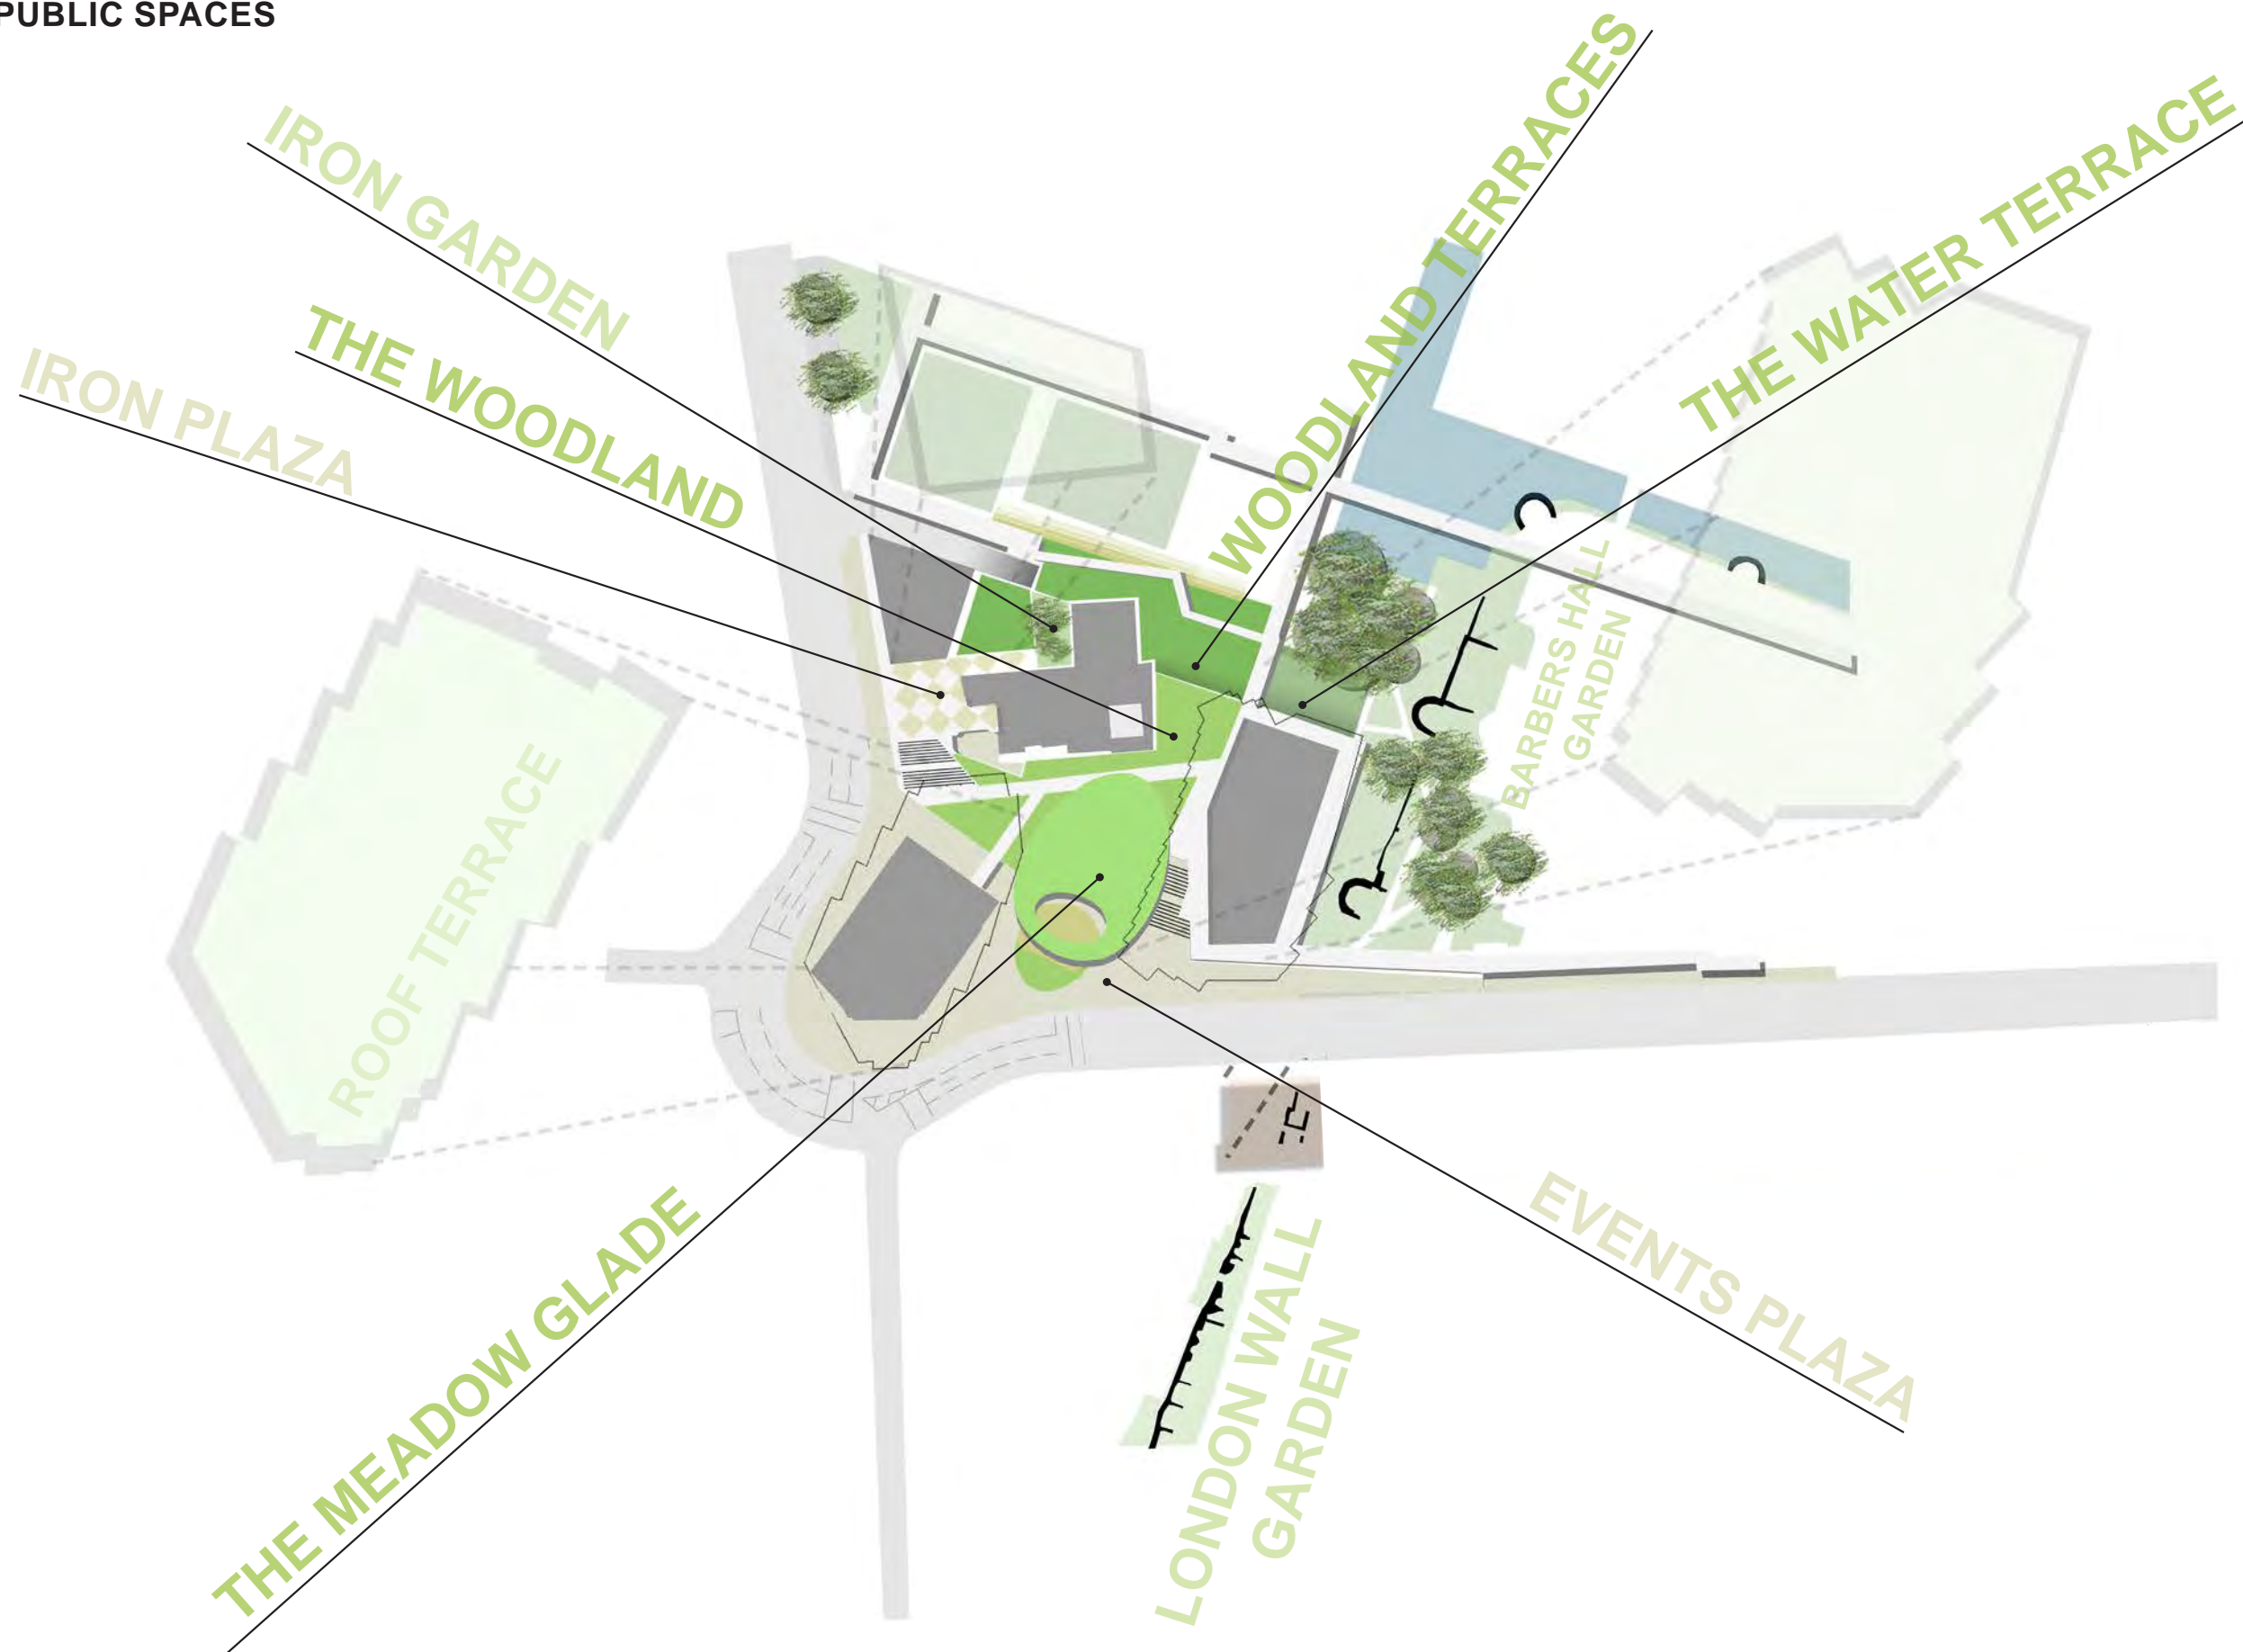 PUBLIC SPACES
IRON GARDEN
THE WOODLAND
IRON PLAZA
WOODLAND TERRACES
THE WATER TERRACE
BARBERS HALL
GARDEN
ROOF TERRACE
THE MEADOW GLADE
EVENTS PLAZA
LONDON WALL
GARDEN